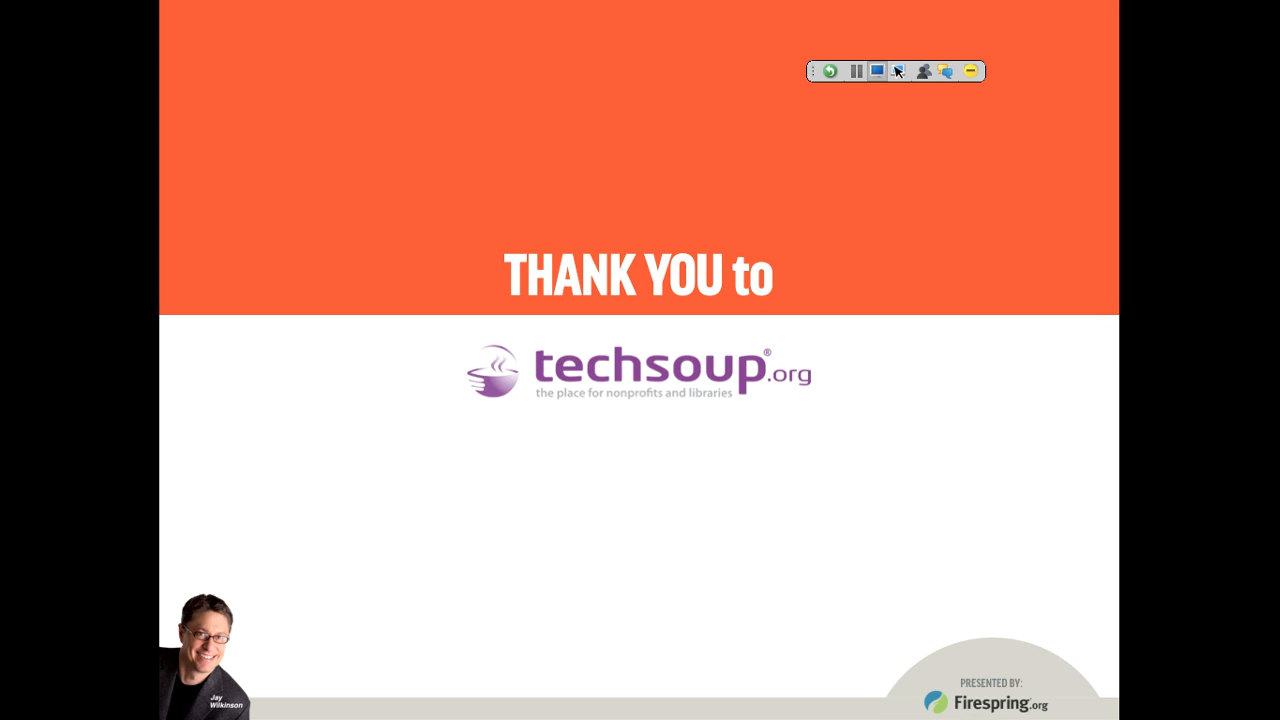 THANK YOU to
techsoup®.org
the place for nonprofits and libraries
Jay
Wilkinson
PRESENTED BY:
Firespring.org